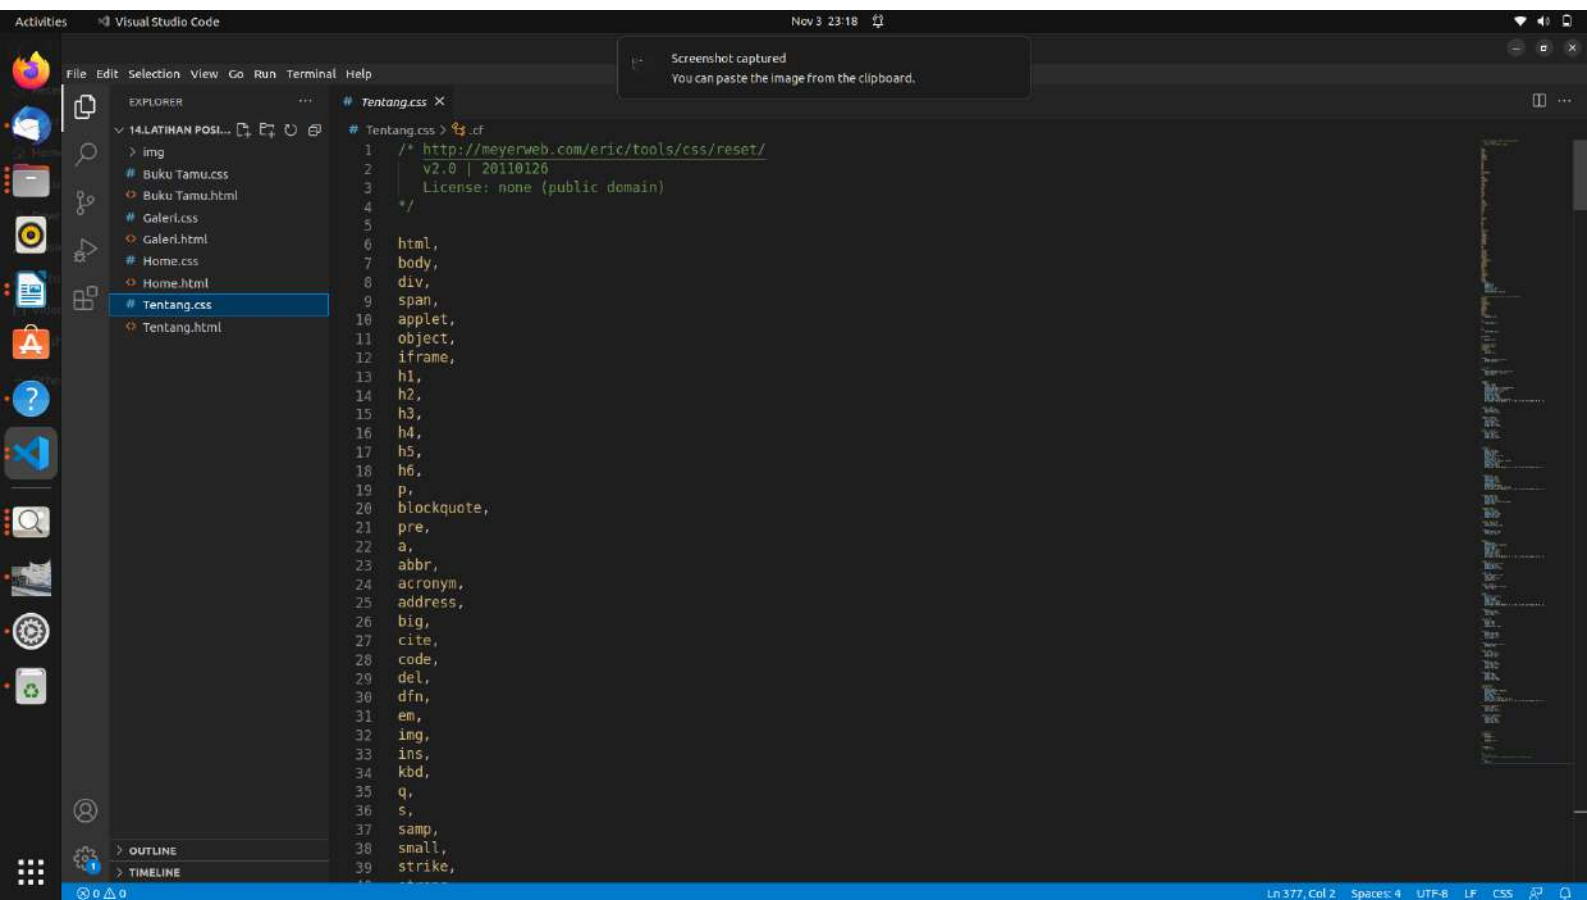 Activities
Visual Studio Code
Nov 3 23:18
Screenshot captured
You can paste the image from the clipboard.
File Edit Selection View Go Run Terminal Help
EXPLORER
14.LATIHAN POSI...
img
# Buku Tamu.css
<> Buku Tamu.html
# Galeri.css
<> Galeri.html
# Home.css
<> Home.html
# Tentang.css
<> Tentang.html
OUTLINE
TIMELINE
# Tentang.css
# Tentang.css > .cf
1 /* http://meyerweb.com/eric/tools/css/reset/
2 v2.0 | 20110126
3 License: none (public domain)
4 */
5
6 html,
7 body,
8 div,
9 span,
10 applet,
11 object,
12 iframe,
13 h1,
14 h2,
15 h3,
16 h4,
17 h5,
18 h6,
19 p,
20 blockquote,
21 pre,
22 a,
23 abbr,
24 acronym,
25 address,
26 big,
27 cite,
28 code,
29 del,
30 dfn,
31 em,
32 img,
33 ins,
34 kbd,
35 q,
36 s,
37 samp,
38 small,
39 strike,
1
0 0
Ln 377, Col 2 Spaces: 4 UTF-8 LF CSS